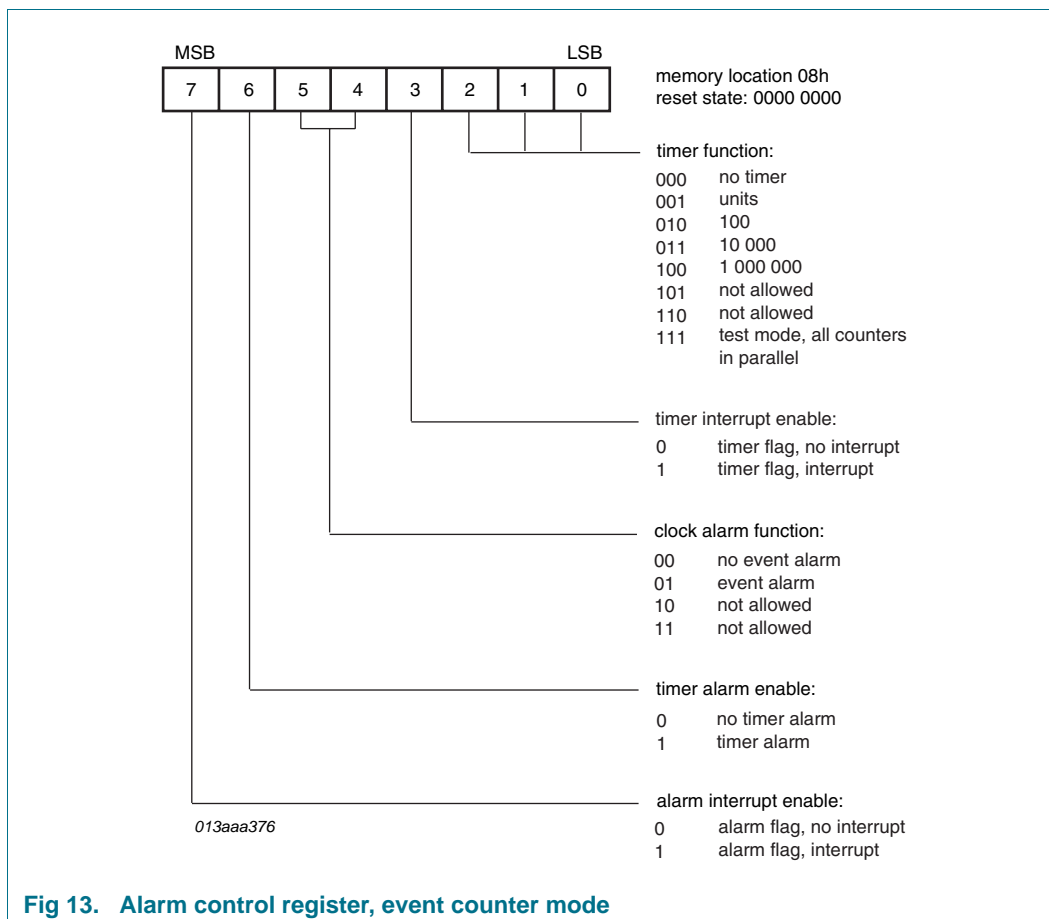 MSB LSB
7 6 5 4 3 2 1 0
memory location 08h
reset state: 0000 0000
timer function:
000 no timer
001 units
010 100
011 10 000
100 1 000 000
101 not allowed
110 not allowed
111 test mode, all counters
in parallel
timer interrupt enable:
0 timer flag, no interrupt
1 timer flag, interrupt
clock alarm function:
00 no event alarm
01 event alarm
10 not allowed
11 not allowed
timer alarm enable:
0 no timer alarm
1 timer alarm
alarm interrupt enable:
0 alarm flag, no interrupt
1 alarm flag, interrupt
013aaa376
Fig 13. Alarm control register, event counter mode